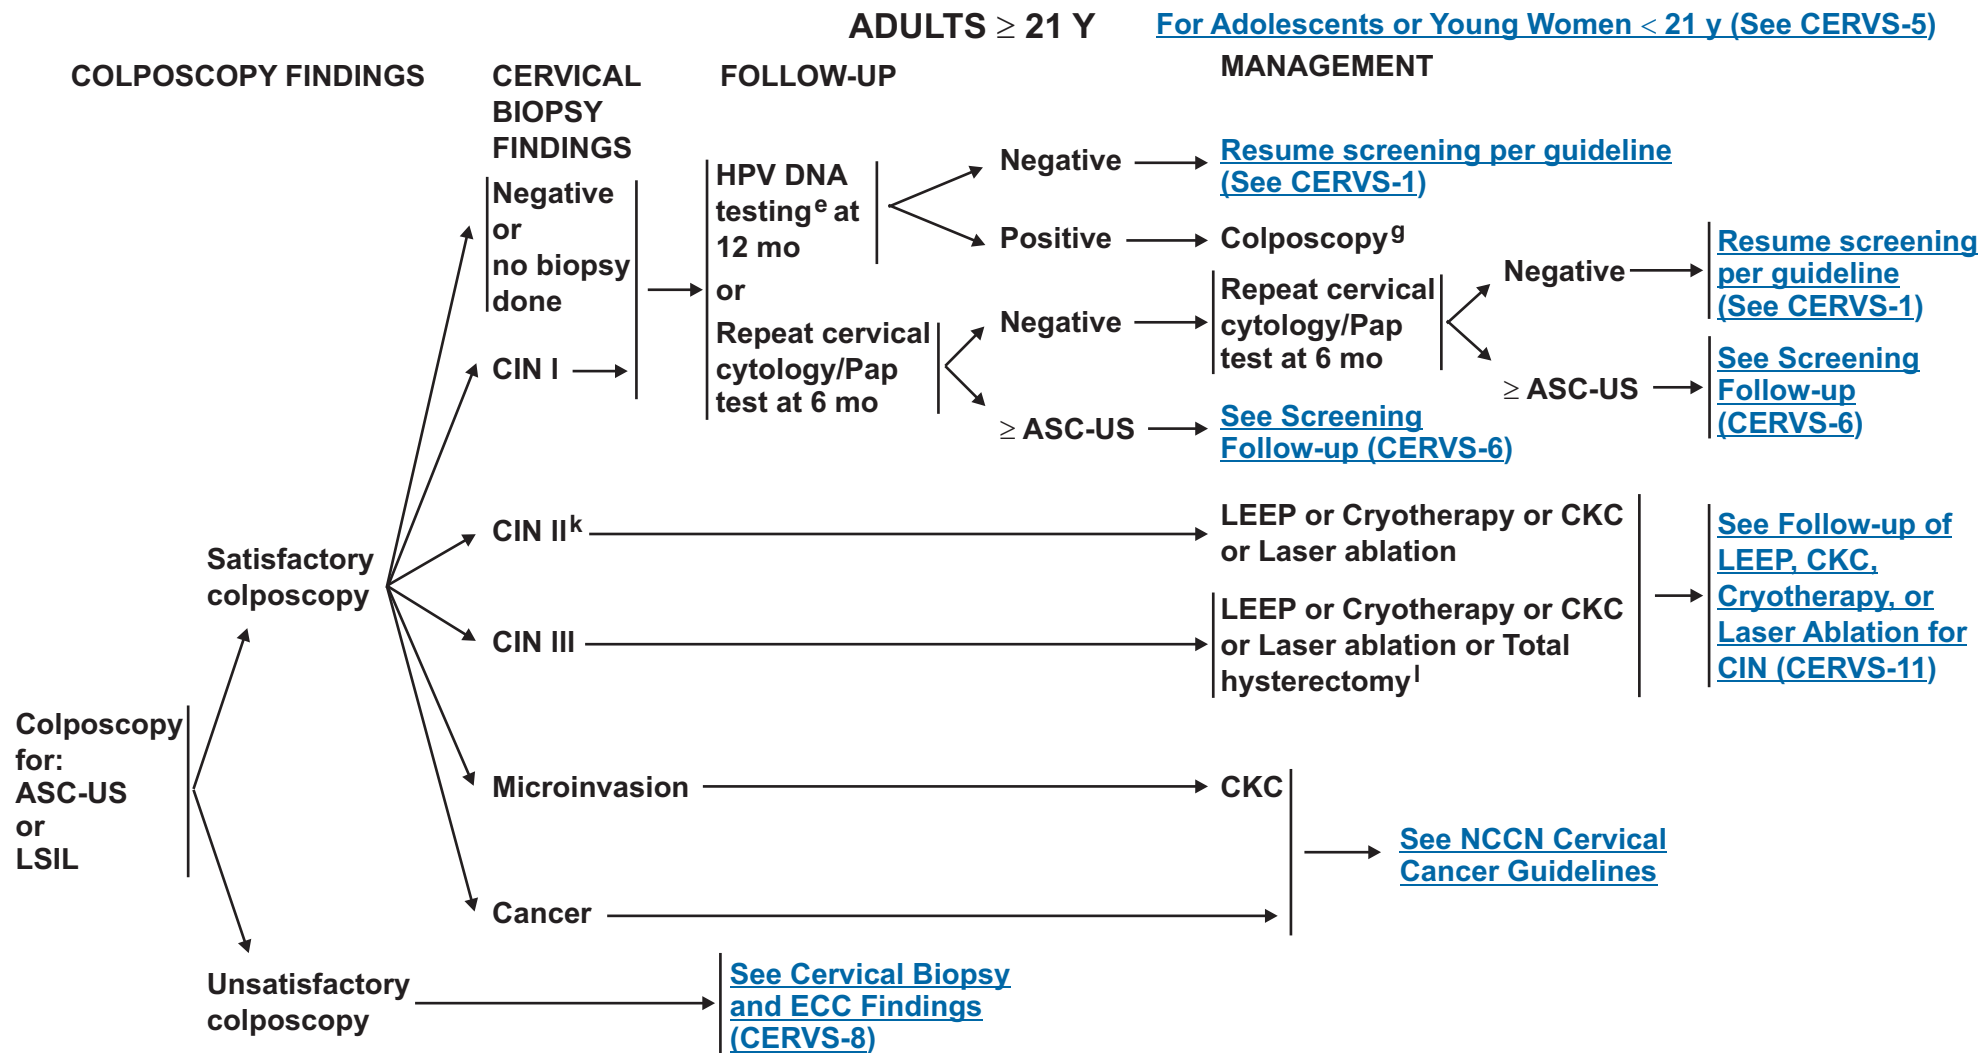 ADULTS ≥ 21 Y
For Adolescents or Young Women < 21 y (See CERVS-5)
COLPOSCOPY FINDINGS
CERVICAL
BIOPSY
FINDINGS
FOLLOW-UP
MANAGEMENT
Colposcopy
for:
ASC-US
or
LSIL
Satisfactory
colposcopy
Unsatisfactory
colposcopy
Negative
or
no biopsy
done
CIN I
HPV DNA
testing e at
12 mo
or
Repeat cervical
cytology/Pap
test at 6 mo
Negative
Resume screening per guideline
(See CERVS-1)
Positive
Colposcopy g
Negative
Repeat cervical
cytology/Pap
test at 6 mo
Negative
Resume screening
per guideline
(See CERVS-1)
≥ ASC-US
See Screening
Follow-up
(CERVS-6)
≥ ASC-US
See Screening
Follow-up (CERVS-6)
CIN II k
LEEP or Cryotherapy or CKC
or Laser ablation
CIN III
LEEP or Cryotherapy or CKC
or Laser ablation or Total
hysterectomy l
See Follow-up of
LEEP, CKC,
Cryotherapy, or
Laser Ablation for
CIN (CERVS-11)
Microinvasion
CKC
Cancer
See NCCN Cervical
Cancer Guidelines
See Cervical Biopsy
and ECC Findings
(CERVS-8)